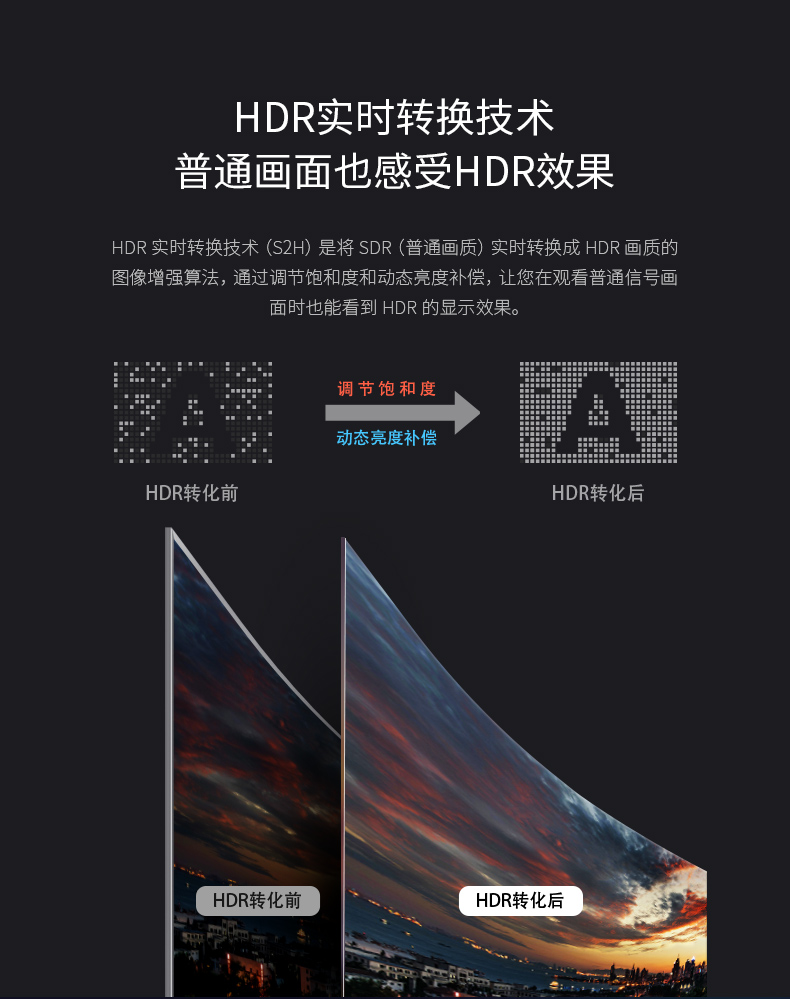 HDR实时转换技术
普通画面也感受HDR效果
HDR 实时转换技术（S2H）是将 SDR（普通画质）实时转换成 HDR 画质的
图像增强算法，通过调节饱和度和动态亮度补偿，让您在观看普通信号画
面时也能看到 HDR 的显示效果。
调节饱和度
动态亮度补偿
A
A
HDR转化前
HDR转化后
HDR转化前
HDR转化后